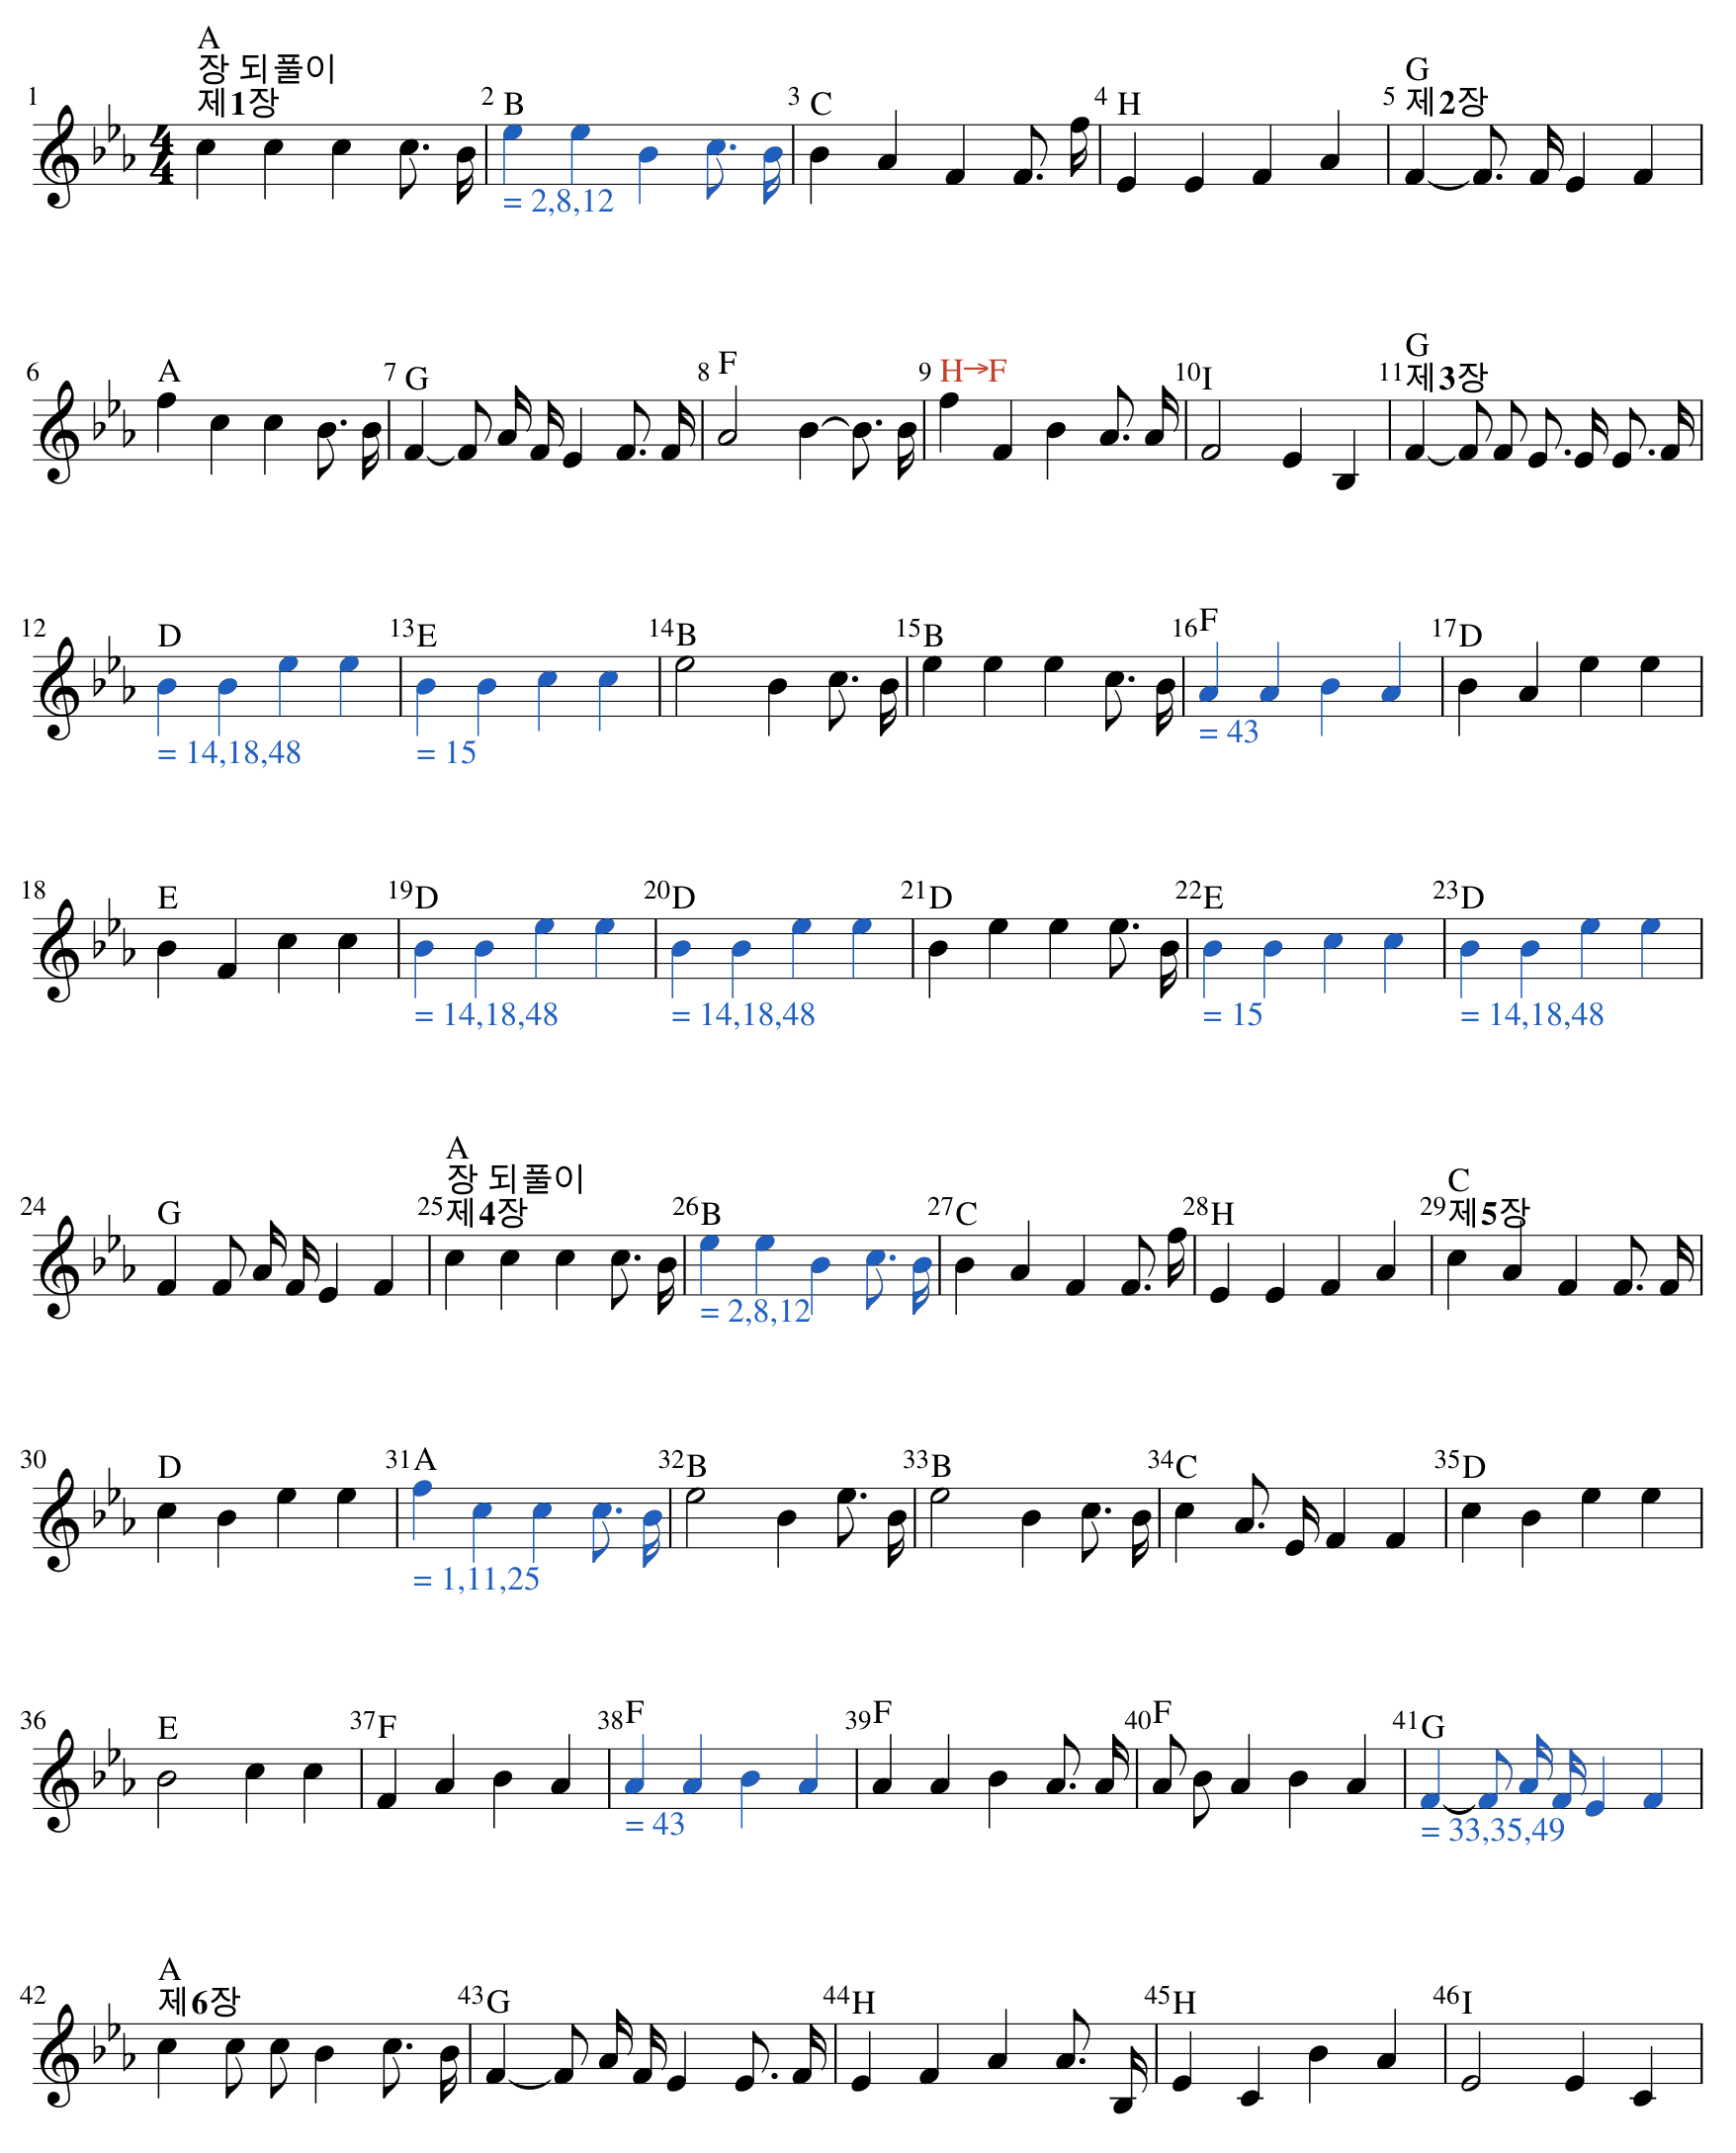 A
장 되풀이
제1장
1 2 B 3 C 4 H 5
G
제2장
4
4
= 2,8,12
6 A 7 G 8 F 9 H→F 10 I 11
G
제3장
12 D 13 E 14 B 15 B 16 F 17 D
= 14,18,48 = 15 = 43
18 E 19 D 20 D 21 D 22 E 23 D
= 14,18,48 = 14,18,48 = 15 = 14,18,48
A
장 되풀이
제4장
24 G 25 26 B 27 C 28 H 29
C
제5장
= 2,8,12
30 D 31 A 32 B 33 B 34 C 35 D
= 1,11,25
36 E 37 F 38 F 39 F 40 F 41 G
= 43 = 33,35,49
A
제6장
42 43 G 44 H 45 H 46 I